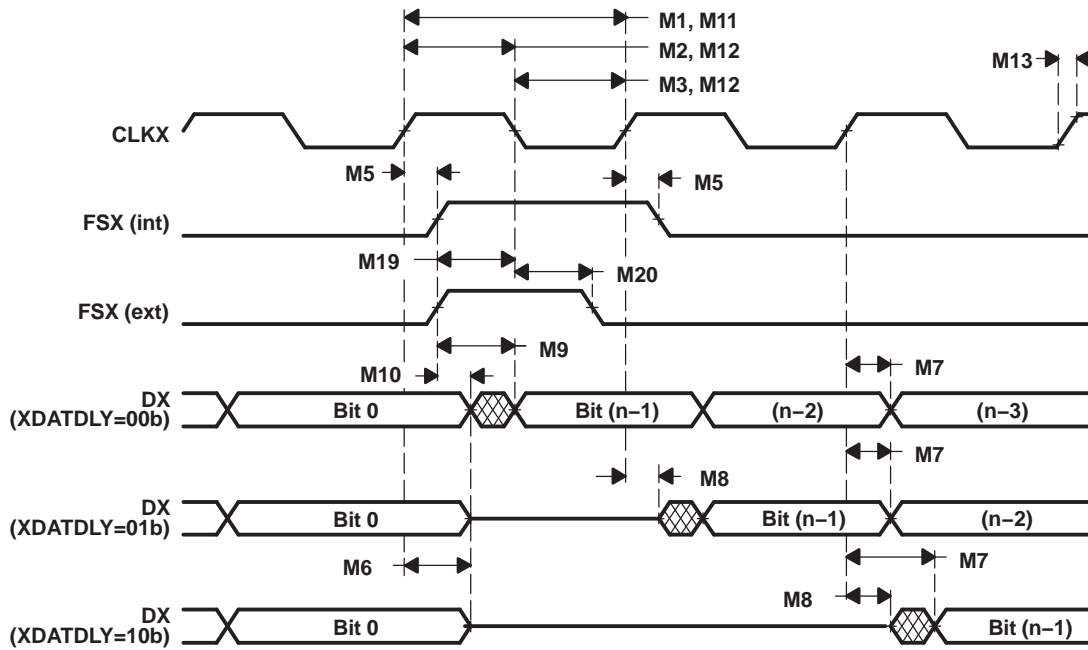 M1, M11
M2, M12
M13
M3, M12
CLKX
M5
M5
FSX (int)
M19
M20
FSX (ext)
M9
M10
M7
DX
(XDATDLY=00b)
Bit 0
Bit (n−1)
(n−2)
(n−3)
M7
M8
DX
(XDATDLY=01b)
Bit 0
Bit (n−1)
(n−2)
M6
M7
M8
DX
(XDATDLY=10b)
Bit 0
Bit (n−1)